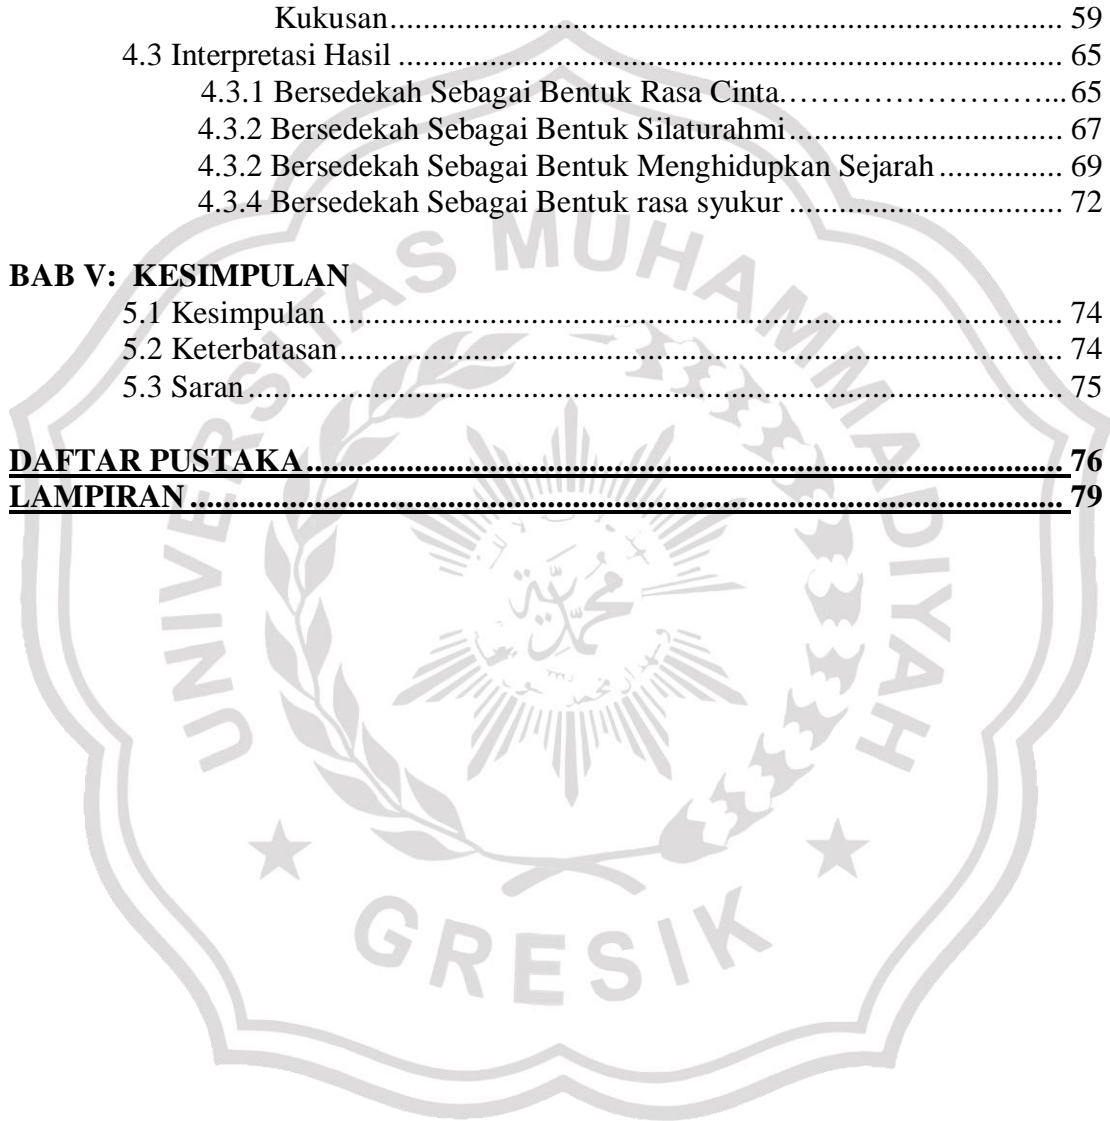 Kukusan.................................................................................. 59
4.3 Interpretasi Hasil ................................................................................. 65
4.3.1 Bersedekah Sebagai Bentuk Rasa Cinta.……………………... 65
4.3.2 Bersedekah Sebagai Bentuk Silaturahmi................................. 67
4.3.2 Bersedekah Sebagai Bentuk Menghidupkan Sejarah............... 69
4.3.4 Bersedekah Sebagai Bentuk rasa syukur ................................. 72
BAB V: KESIMPULAN
5.1 Kesimpulan ......................................................................................... 74
5.2 Keterbatasan........................................................................................ 74
5.3 Saran................................................................................................... 75
DAFTAR PUSTAKA............................................................................................ 76
LAMPIRAN .......................................................................................................... 79
UNIVERSITAS MUHAMMADIYAH
GRESIK